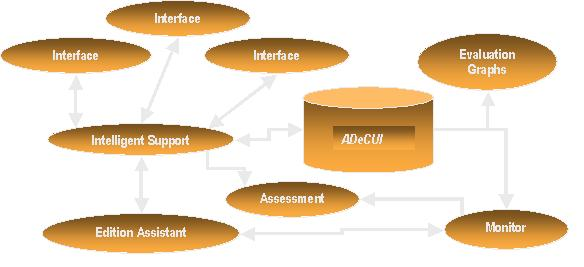 Interface
Interface
Interface
Evaluation
Graphs
Intelligent Support
ADeCUI
Assessment
Edition Assistant
Monitor